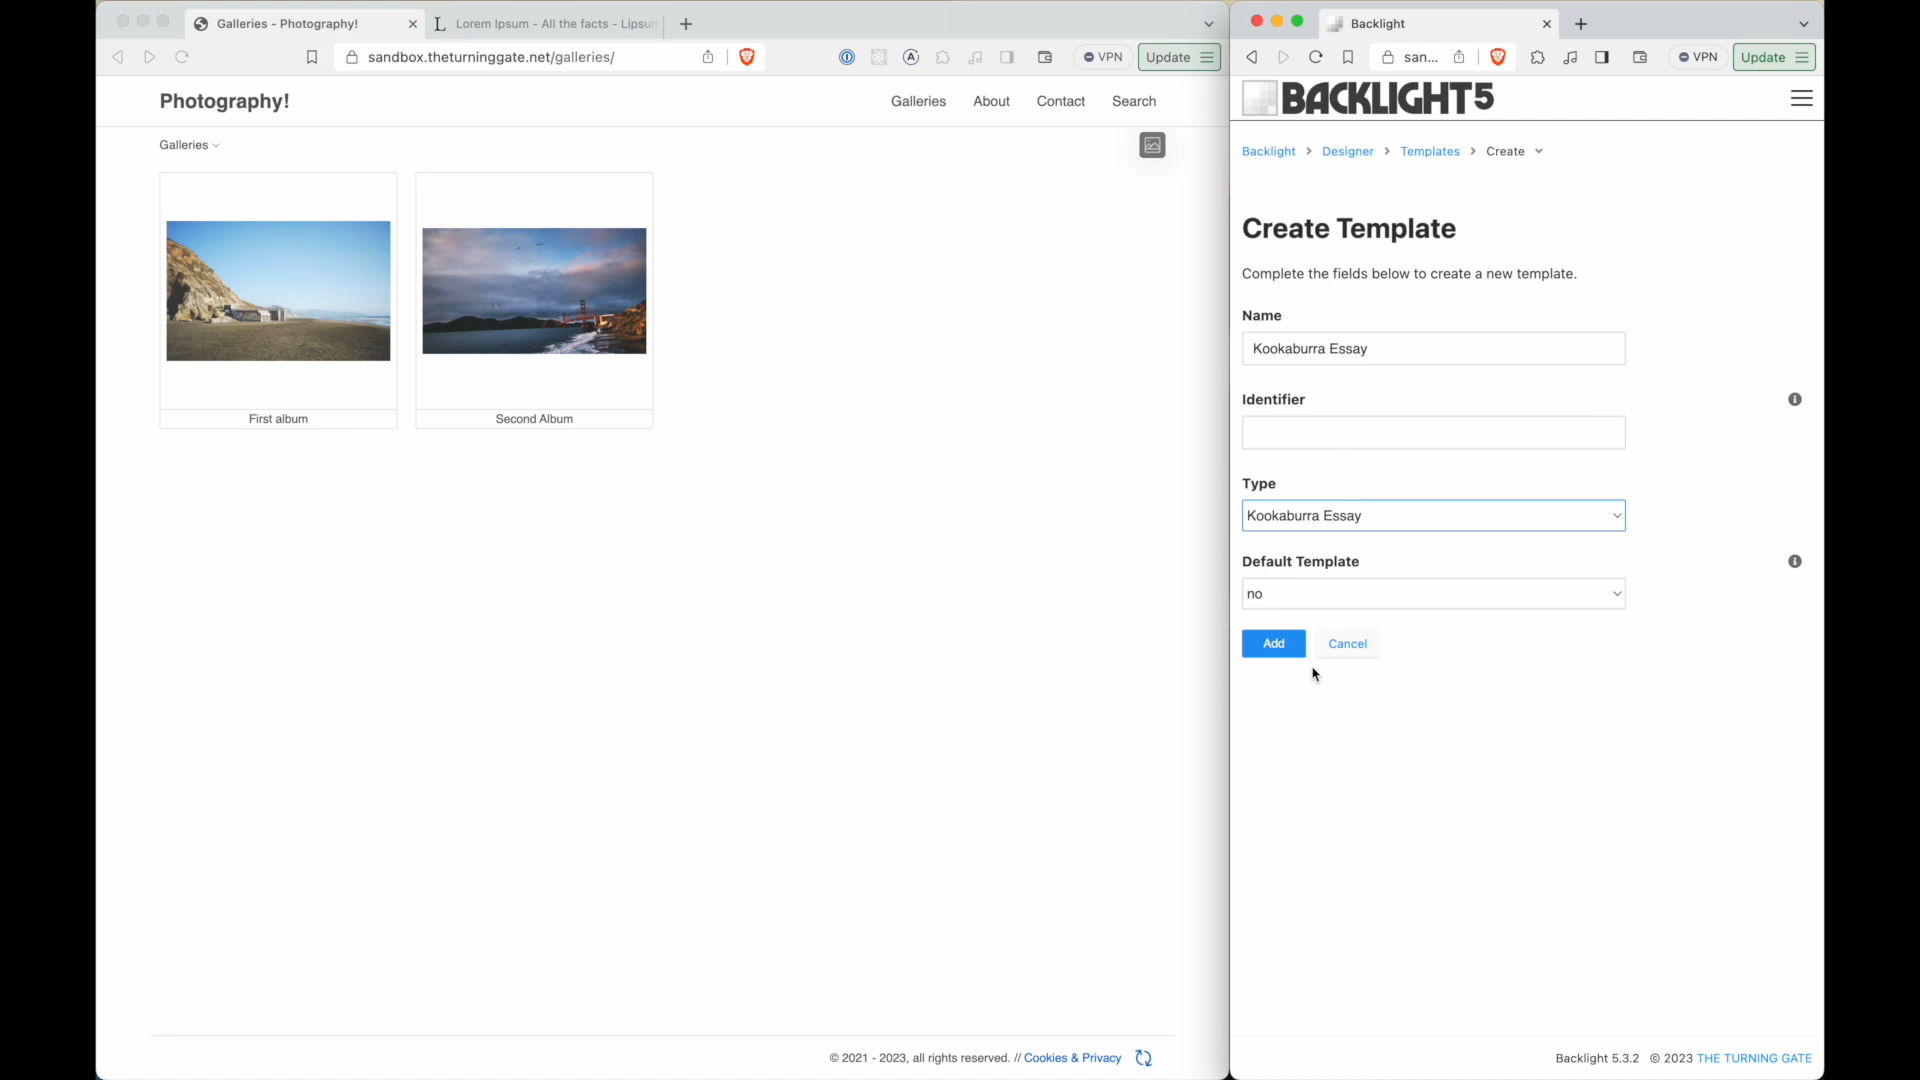 Galleries - Photography!
Lorem Ipsum - All the facts - Lipsum
sandbox.theturninggate.net/galleries/
VPN
Update
Photography!
Galleries
About
Contact
Search
Galleries
First album
Second Album
© 2021 - 2023, all rights reserved. // Cookies & Privacy
Backlight
san...
VPN
Update
BACKLIGHT5
Backlight
Designer
Templates
Create
Create Template
Complete the fields below to create a new template.
Name
Kookaburra Essay
Identifier
Type
Kookaburra Essay
Default Template
no
Add
Cancel
Backlight 5.3.2 © 2023 THE TURNING GATE